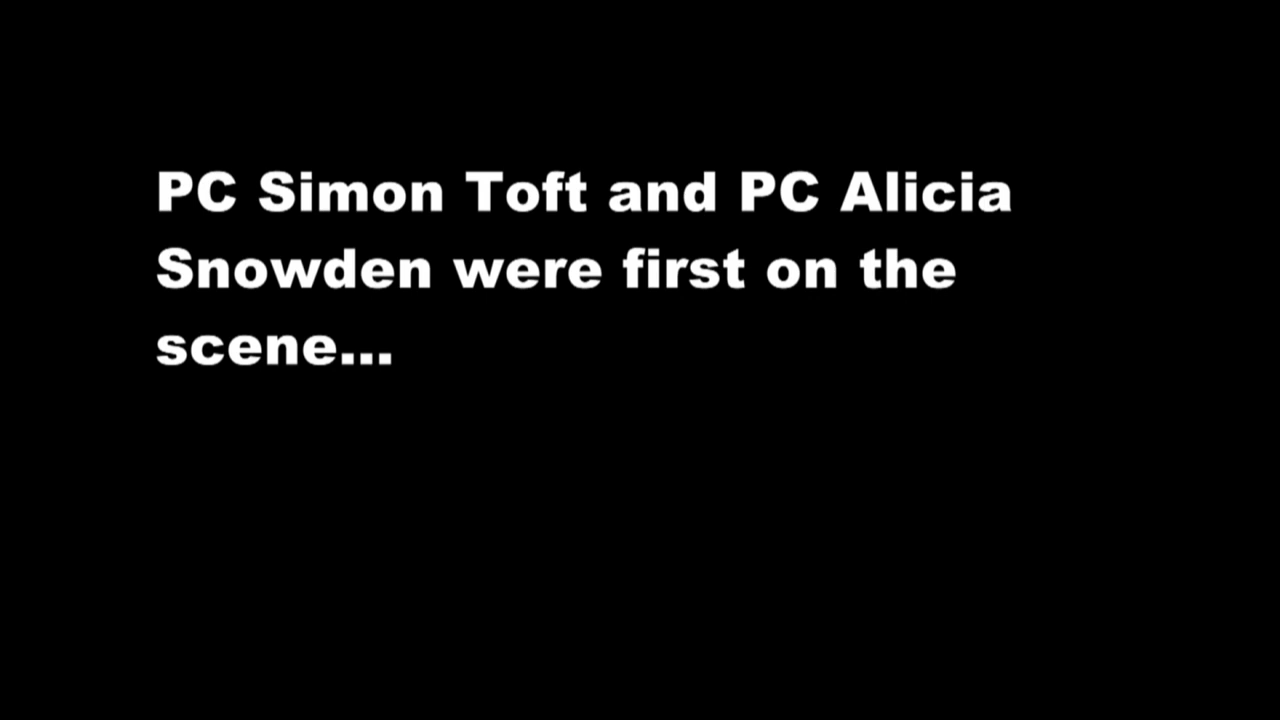 PC Simon Toft and PC Alicia
Snowden were first on the
scene...